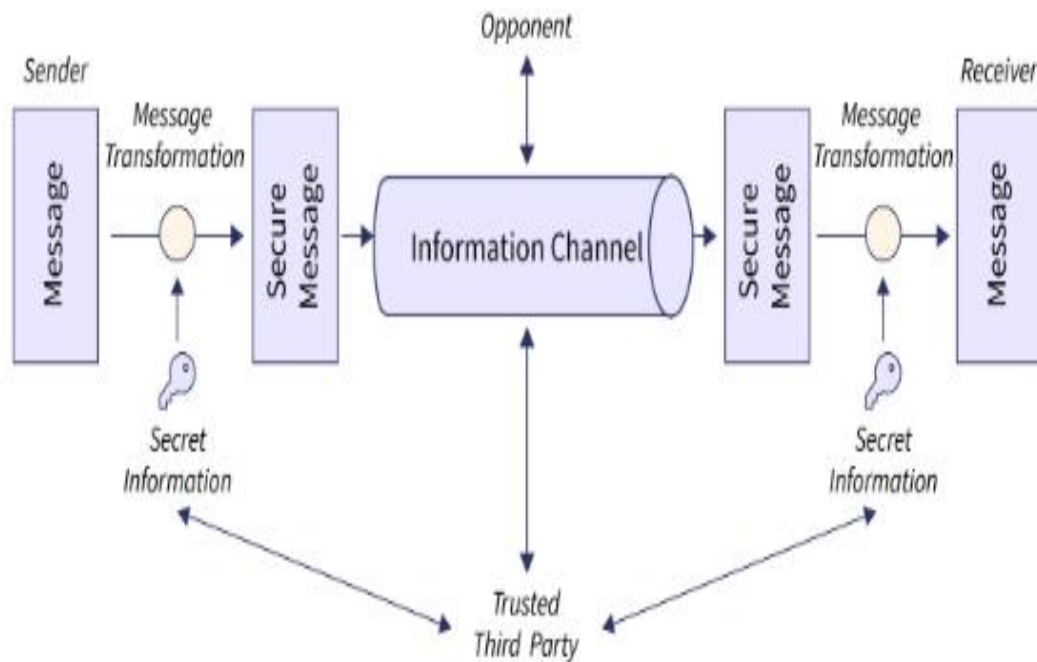 Opponent
Sender
Receiver
Message
Transformation
Message
Transformation
Message
Secure
Message
Information Channel
Secure
Message
Message
Secret
Information
Secret
Information
Trusted
Third Party